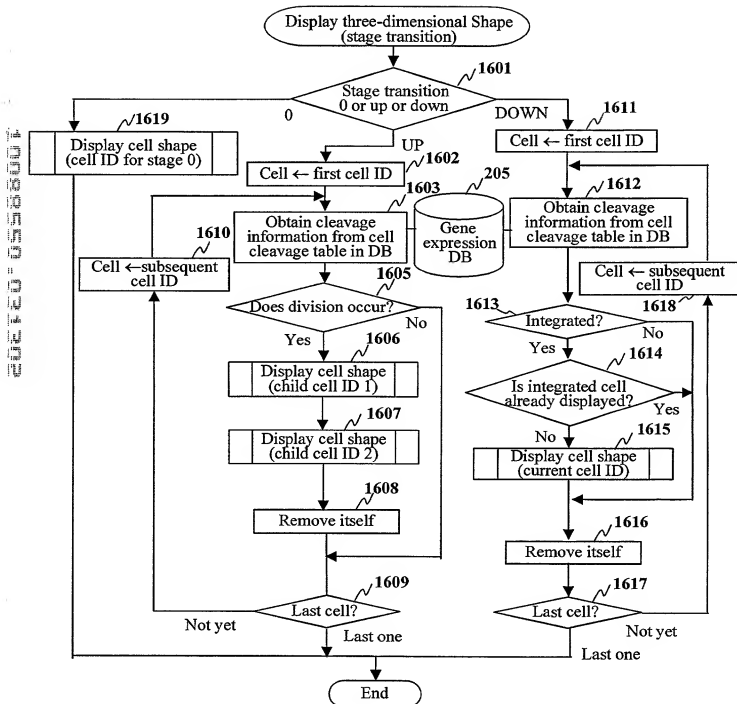 Display three-dimensional Shape
(stage transition)
1601
Stage transition
0 or up or down
0
UP
DOWN
1619
Display cell shape
(cell ID for stage 0)
Cell ← first cell ID
1602
1603
Obtain cleavage
information from cell
cleavage table in DB
205
Gene
expression
DB
1610
Cell ←subsequent
cell ID
1605
Does division occur?
No
Yes
1606
Display cell shape
(child cell ID 1)
1607
Display cell shape
(child cell ID 2)
1608
Remove itself
1609
Last cell?
Not yet
Last one
1611
Cell ← first cell ID
1612
Obtain cleavage
information from cell
cleavage table in DB
Cell ← subsequent
cell ID
1618
1613
Integrated?
No
Yes
1614
Is integrated cell
already displayed?
Yes
No
1615
Display cell shape
(current cell ID)
1616
Remove itself
1617
Last cell?
Not yet
Last one
End